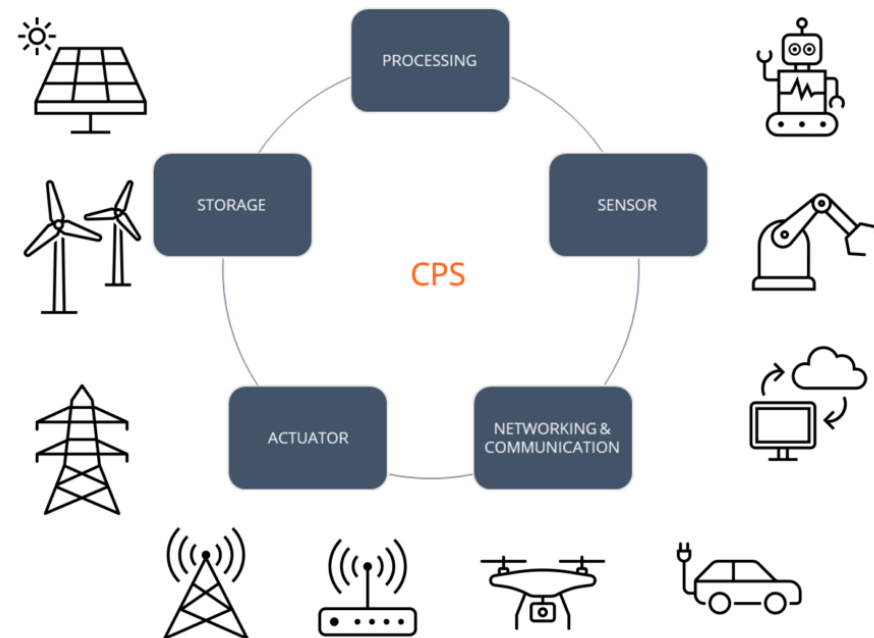 PROCESSING
STORAGE
SENSOR
CPS
ACTUATOR
NETWORKING &
COMMUNICATION